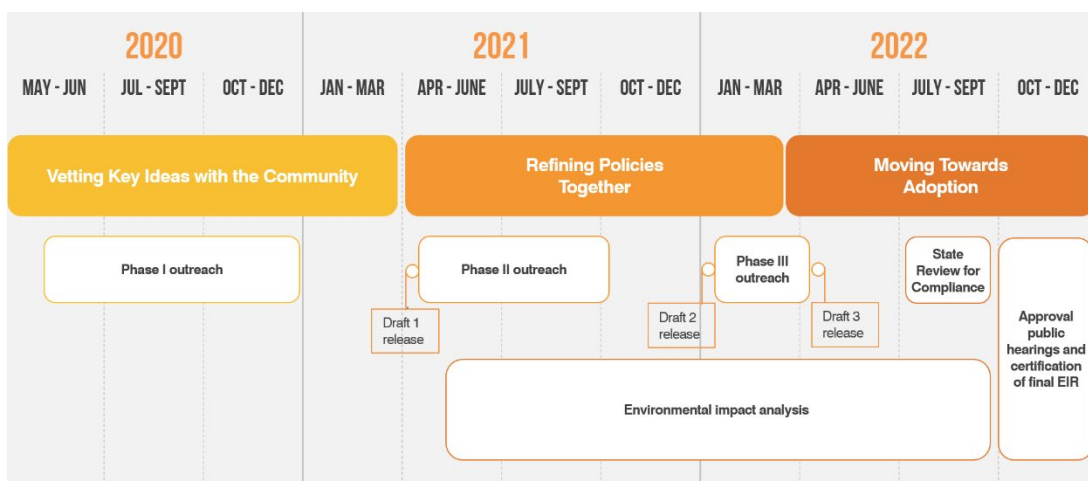 2020
2021
2022
MAY - JUN
JUL - SEPT
OCT - DEC
JAN - MAR
APR - JUNE
JULY - SEPT
OCT - DEC
JAN - MAR
APR - JUNE
JULY - SEPT
OCT - DEC
Vetting Key Ideas with the Community
Refining Policies
Together
Moving Towards
Adoption
Phase I outreach
Phase II outreach
Phase III
outreach
State
Review for
Compliance
Draft 1
release
Draft 2
release
Draft 3
release
Approval
public
hearings and
certification
of final EIR
Environmental impact analysis